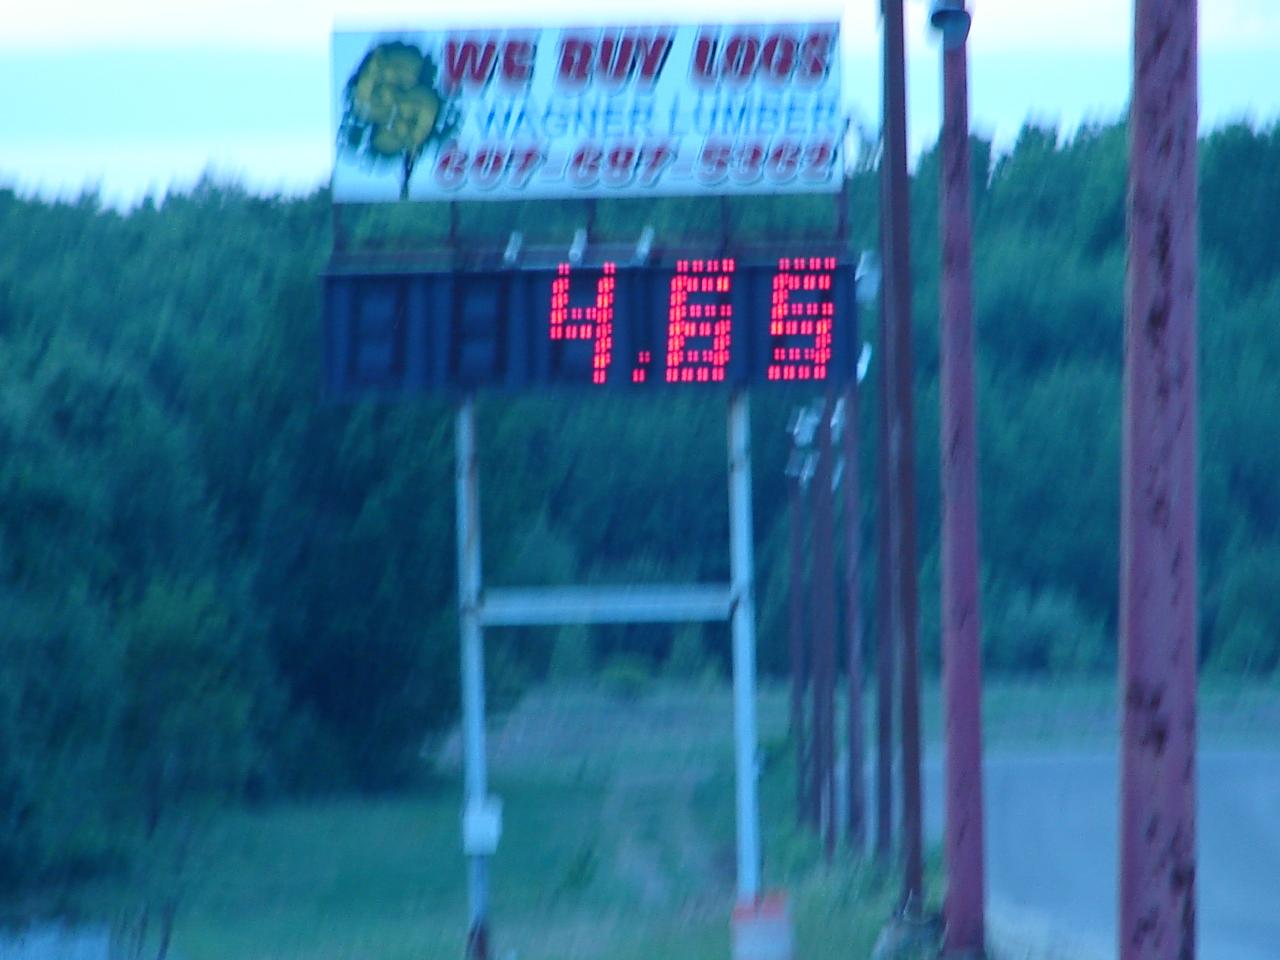 WE BUY LOGS
WAGNER LUMBER
607-687-5362
4.65